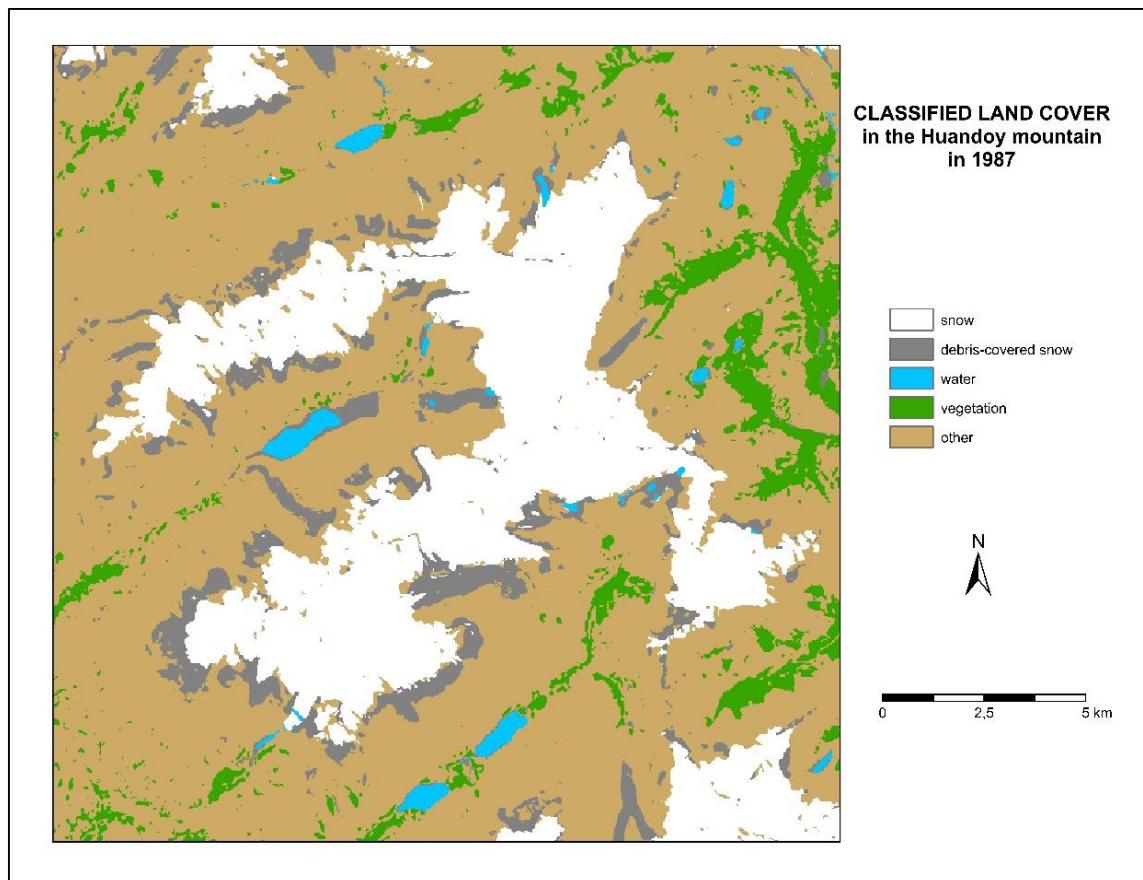 CLASSIFIED LAND COVER
in the Huandoy mountain
in 1987
snow
debris-covered snow
water
vegetation
other
N
0 2,5 5 km